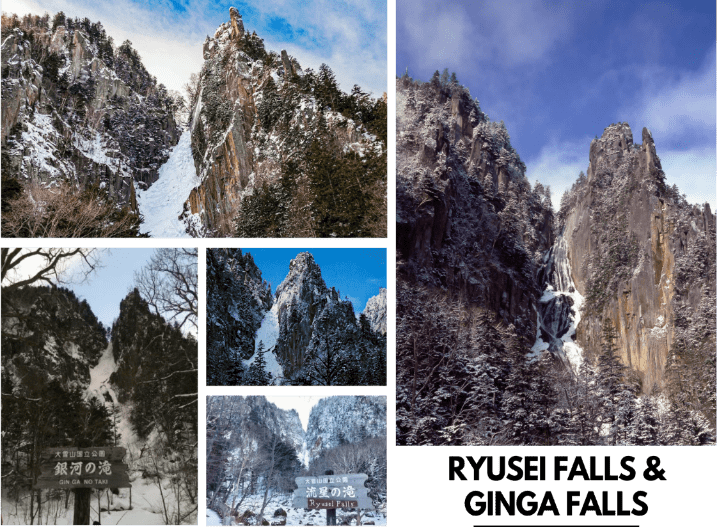 大雪山国立公園
銀河の滝
GIN GA NO TAKI
大雪山国立公園
流星の滝
Ryusei Falls
RYUSEI FALLS &
GINGA FALLS